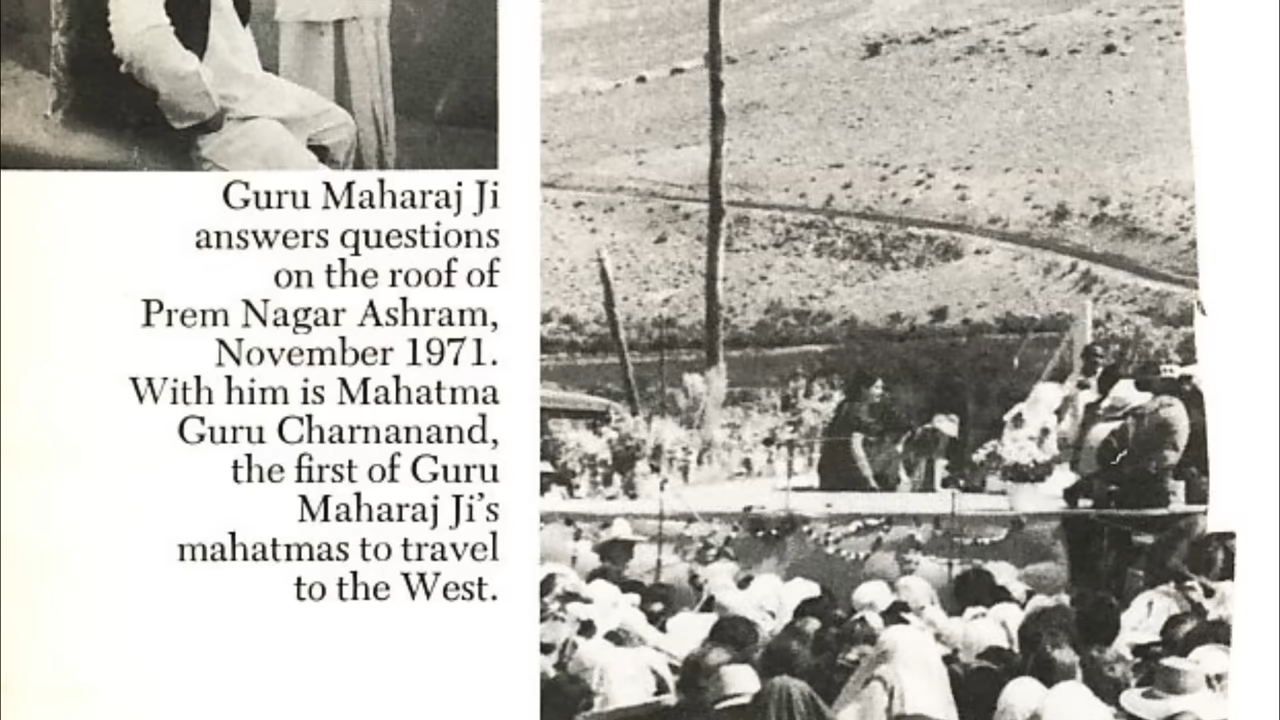 Guru Maharaj Ji
answers questions
on the roof of
Prem Nagar Ashram,
November 1971.
With him is Mahatma
Guru Charnanand,
the first of Guru
Maharaj Ji’s
mahatmas to travel
to the West.